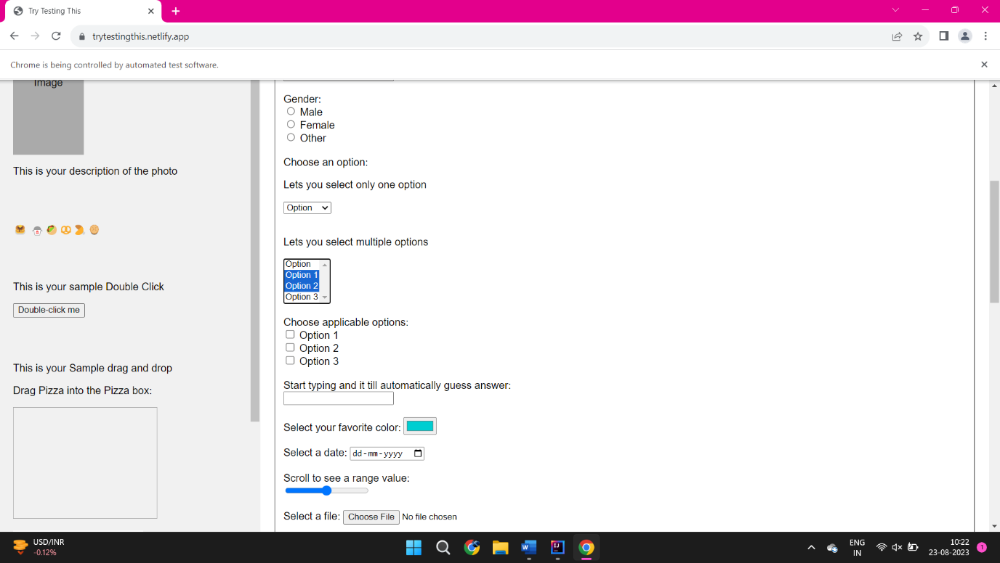 Try Testing This
trytestingthis.netlify.app
Chrome is being controlled by automated test software.
Image
This is your description of the photo
This is your sample Double Click
Double-click me
This is your Sample drag and drop
Drag Pizza into the Pizza box:
Gender:
Male
Female
Other
Choose an option:
Lets you select only one option
Option
Lets you select multiple options
Option
Option 1
Option 2
Option 3
Choose applicable options:
Option 1
Option 2
Option 3
Start typing and it till automatically guess answer:
Select your favorite color:
Select a date: dd-mm-yyyy
Scroll to see a range value:
Select a file: Choose File No file chosen
USD/INR
-0.12%
W
IJ
ENG
IN
10:22
23-08-2023
1